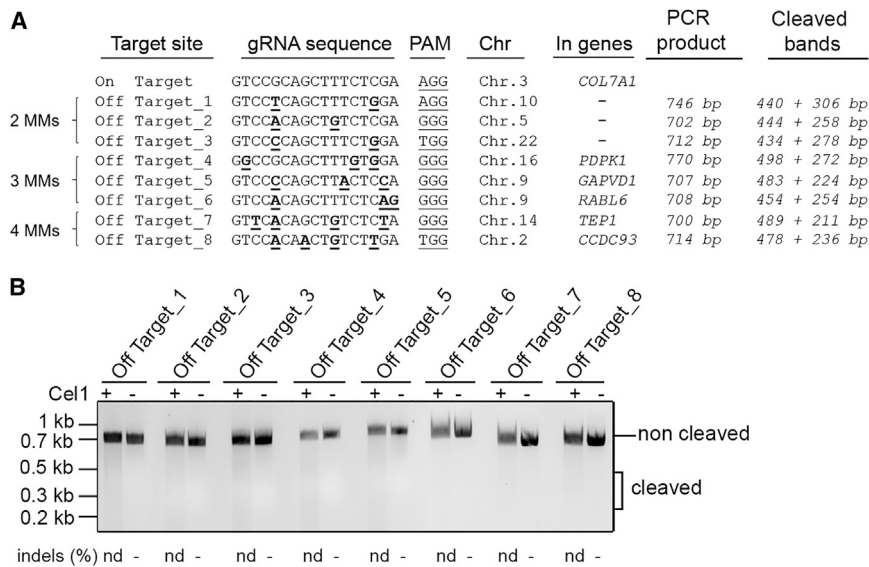 A
Target site gRNA sequence PAM Chr In genes PCR product Cleaved bands
On Target GTCCGCAGCTTTCTCGA AGG Chr.3 COL7A1
2 MMs
Off Target_1 GTCCTCAGCTTTCTGGA AGG Chr.10 - 746 bp 440 + 306 bp
Off Target_2 GTCCACAGCTGTCTCGA GGG Chr.5 - 702 bp 444 + 258 bp
Off Target_3 GTCCCCAGCTTTCTGGA TGG Chr.22 - 712 bp 434 + 278 bp
3 MMs
Off Target_4 GGCCGCAGCTTTGTGGA GGG Chr.16 PDPK1 770 bp 498 + 272 bp
Off Target_5 GTCCCCAGCTTACTCCA GGG Chr.9 GAPVD1 707 bp 483 + 224 bp
Off Target_6 GTCCACAGCTTTCTCAG GGG Chr.9 RABL6 708 bp 454 + 254 bp
4 MMs
Off Target_7 GTTCACAGCTGTCTCTA GGG Chr.14 TEP1 700 bp 489 + 211 bp
Off Target_8 GTCCACAACTGTCTTGA TGG Chr.2 CCDC93 714 bp 478 + 236 bp
B
Off Target_1 Off Target_2 Off Target_3 Off Target_4 Off Target_5 Off Target_6 Off Target_7 Off Target_8
Cel1 + - + - + - + - + - + - + - + -
1 kb
0.7 kb
non cleaved
0.5 kb
cleaved
0.3 kb
0.2 kb
indels (%) nd - nd - nd - nd - nd - nd - nd - nd -